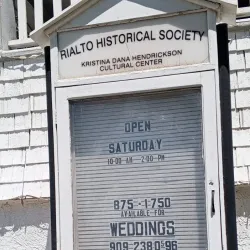 RIALTO HISTORICAL SOCIETY
KRISTINA DANA HENDRICKSON
CULTURAL CENTER
OPEN
SATURDAY
10:00 AM - 2:00 PM
875-1750
AVAILABLE FOR
WEDDINGS